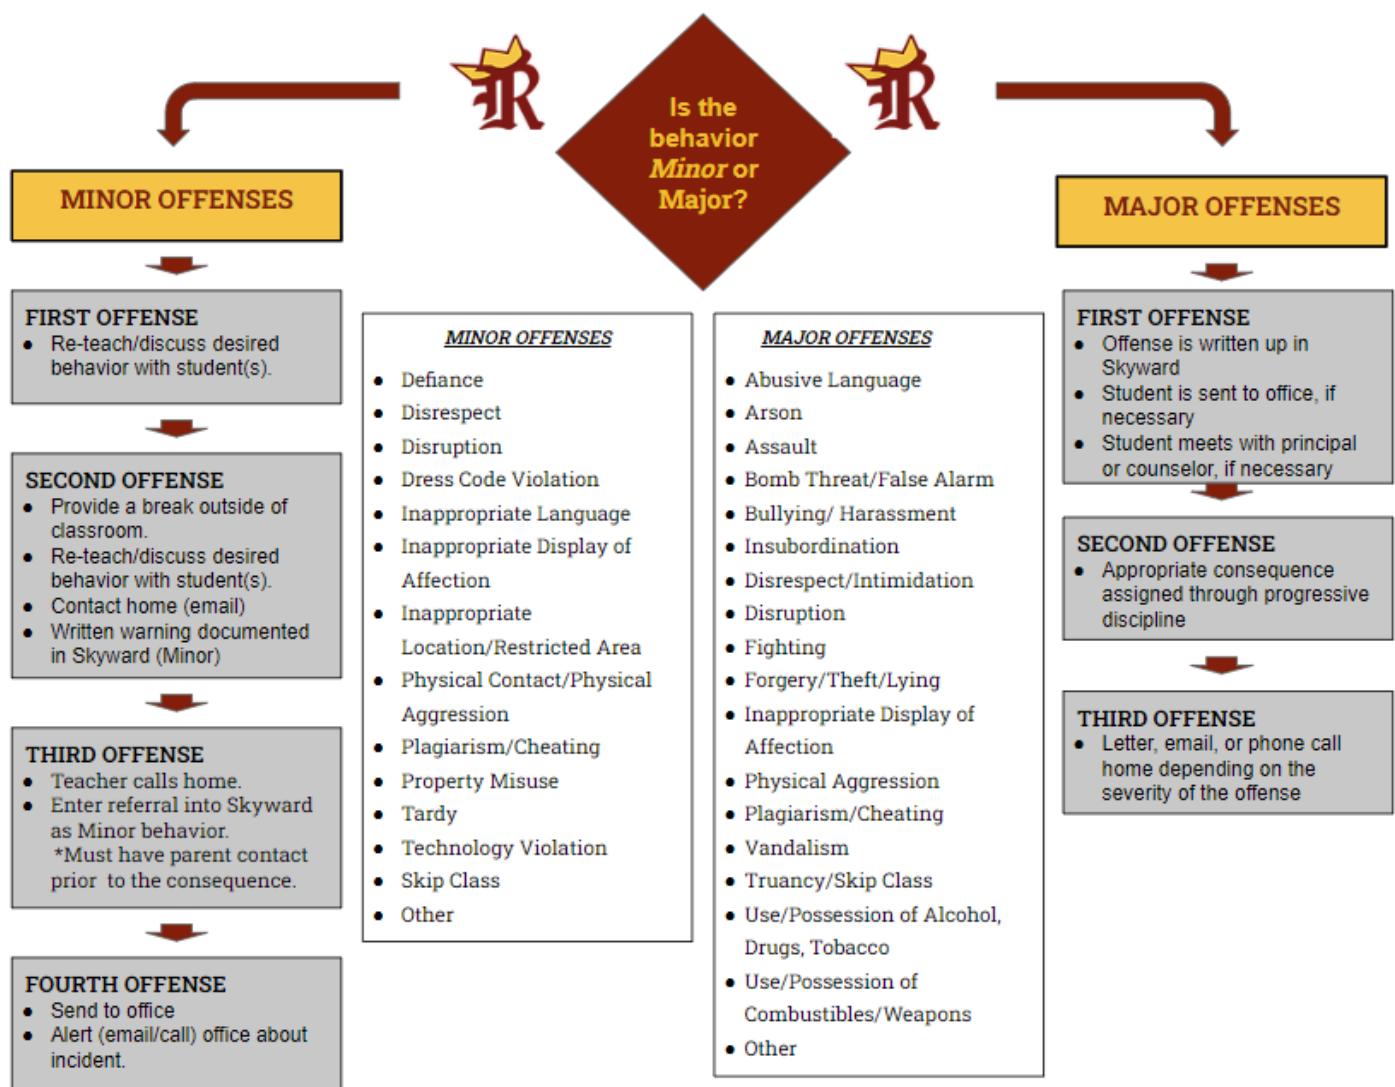 Is the
behavior
Minor or
Major?
MINOR OFFENSES
FIRST OFFENSE
● Re-teach/discuss desired
behavior with student(s).
SECOND OFFENSE
● Provide a break outside of
classroom.
● Re-teach/discuss desired
behavior with student(s).
● Contact home (email)
● Written warning documented
in Skyward (Minor)
THIRD OFFENSE
● Teacher calls home.
● Enter referral into Skyward
as Minor behavior.
*Must have parent contact
prior to the consequence.
FOURTH OFFENSE
● Send to office
● Alert (email/call) office about
incident.
MINOR OFFENSES
● Defiance
● Disrespect
● Disruption
● Dress Code Violation
● Inappropriate Language
● Inappropriate Display of
Affection
● Inappropriate
Location/Restricted Area
● Physical Contact/Physical
Aggression
● Plagiarism/Cheating
● Property Misuse
● Tardy
● Technology Violation
● Skip Class
● Other
MAJOR OFFENSES
● Abusive Language
● Arson
● Assault
● Bomb Threat/False Alarm
● Bullying/ Harassment
● Insubordination
● Disrespect/Intimidation
● Disruption
● Fighting
● Forgery/Theft/Lying
● Inappropriate Display of
Affection
● Physical Aggression
● Plagiarism/Cheating
● Vandalism
● Truancy/Skip Class
● Use/Possession of Alcohol,
Drugs, Tobacco
● Use/Possession of
Combustibles/Weapons
● Other
MAJOR OFFENSES
FIRST OFFENSE
● Offense is written up in
Skyward
● Student is sent to office, if
necessary
● Student meets with principal
or counselor, if necessary
SECOND OFFENSE
● Appropriate consequence
assigned through progressive
discipline
THIRD OFFENSE
● Letter, email, or phone call
home depending on the
severity of the offense
R
R